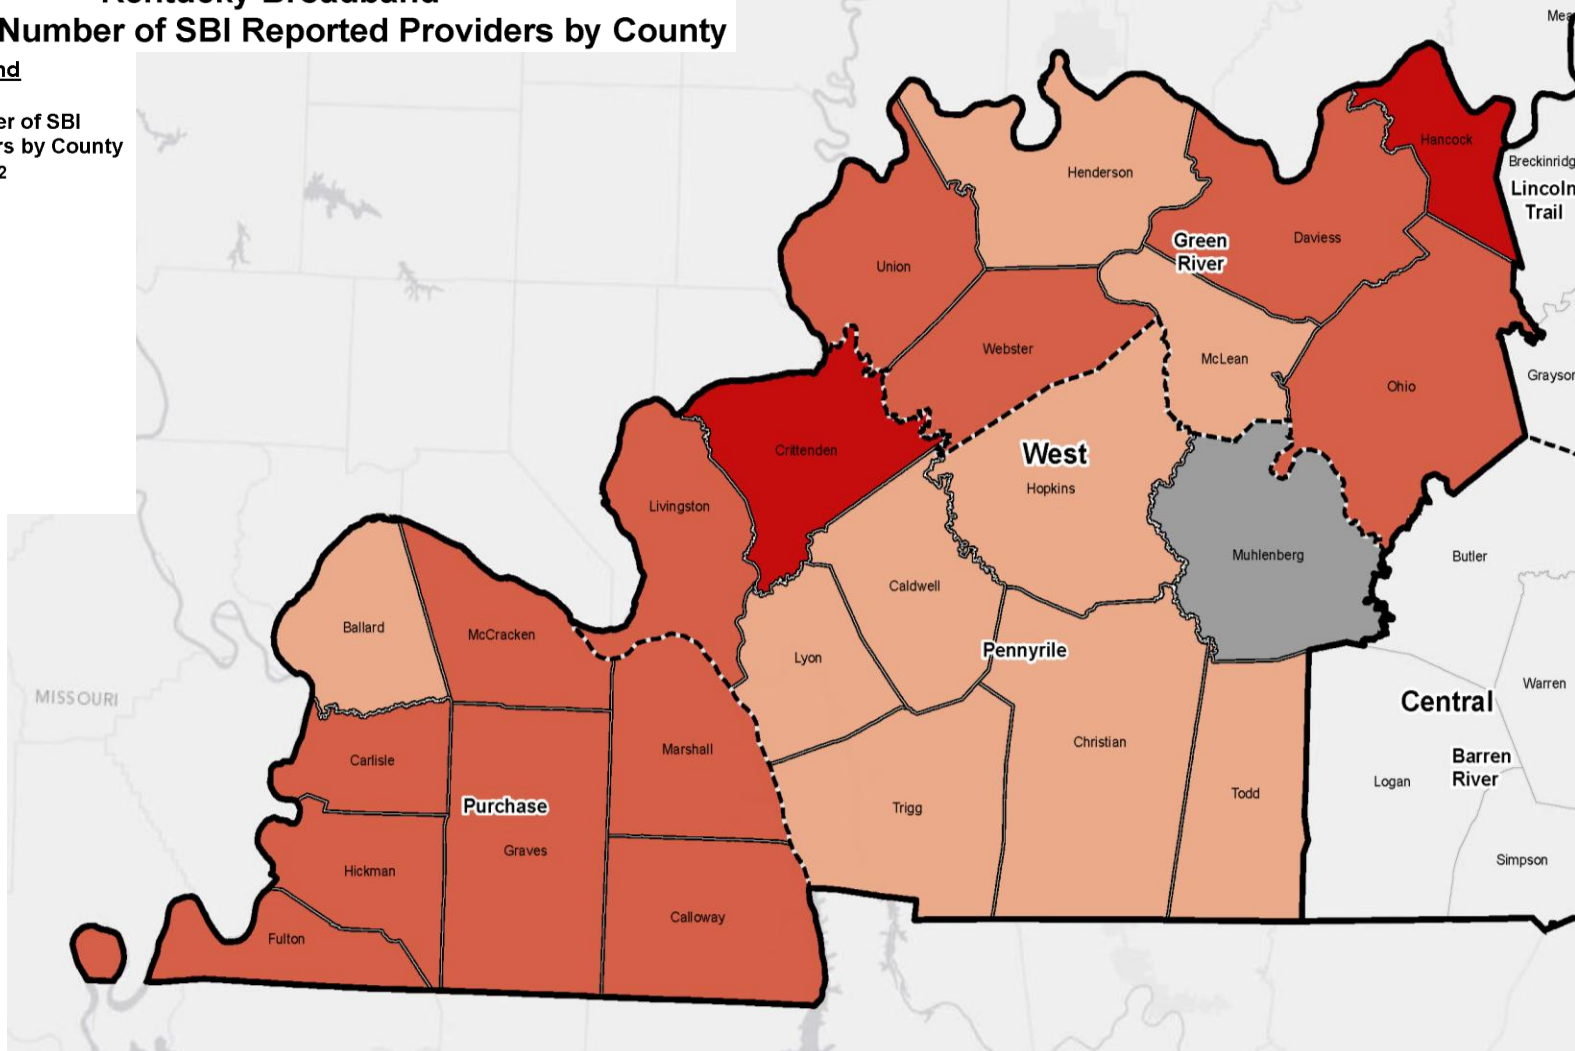 Kentucky Broadband
Number of SBI Reported Providers by County
nd
er of SBI
rs by County
2
Mea
Hancock
Breckinridg
Lincoln
Trail
Henderson
Green
River
Daviess
Union
Webster
McLean
Ohio
Grayson
Crittenden
West
Hopkins
Livingston
Muhlenberg
Butler
Caldwell
Ballard
McCracken
Pennyrile
Lyon
MISSOURI
Warren
Central
Marshall
Christian
Carlisle
Barren
River
Logan
Todd
Purchase
Trigg
Graves
Hickman
Simpson
Calloway
Fulton